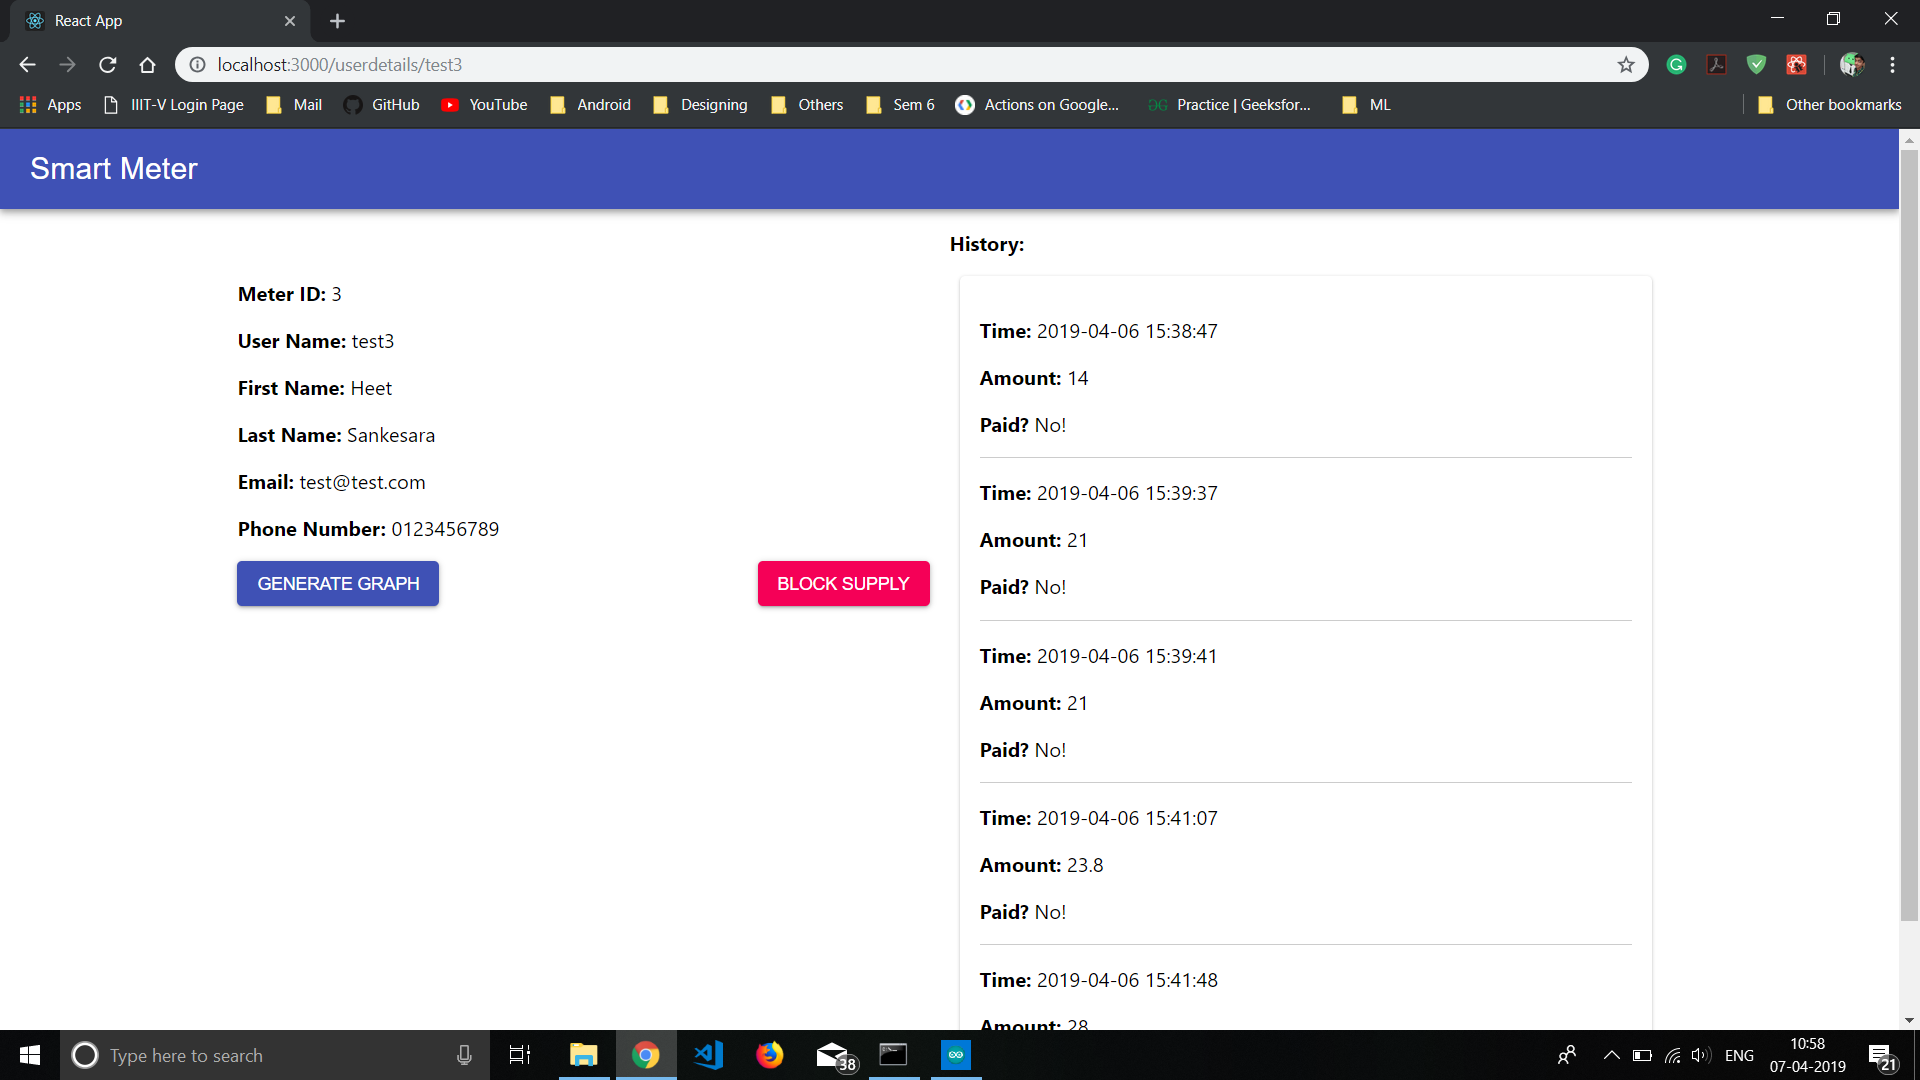 React App
localhost:3000/userdetails/test3
Apps IIIT-V Login Page Mail GitHub YouTube Android Designing Others Sem 6 Actions on Google... Practice | Geeksfor... ML Other bookmarks
Smart Meter
History:
Meter ID: 3
User Name: test3
First Name: Heet
Last Name: Sankesara
Email: test@test.com
Phone Number: 0123456789
GENERATE GRAPH BLOCK SUPPLY
Time: 2019-04-06 15:38:47
Amount: 14
Paid? No!
Time: 2019-04-06 15:39:37
Amount: 21
Paid? No!
Time: 2019-04-06 15:39:41
Amount: 21
Paid? No!
Time: 2019-04-06 15:41:07
Amount: 23.8
Paid? No!
Time: 2019-04-06 15:41:48
Amount: 28
Type here to search
38
ENG
10:58
07-04-2019
21